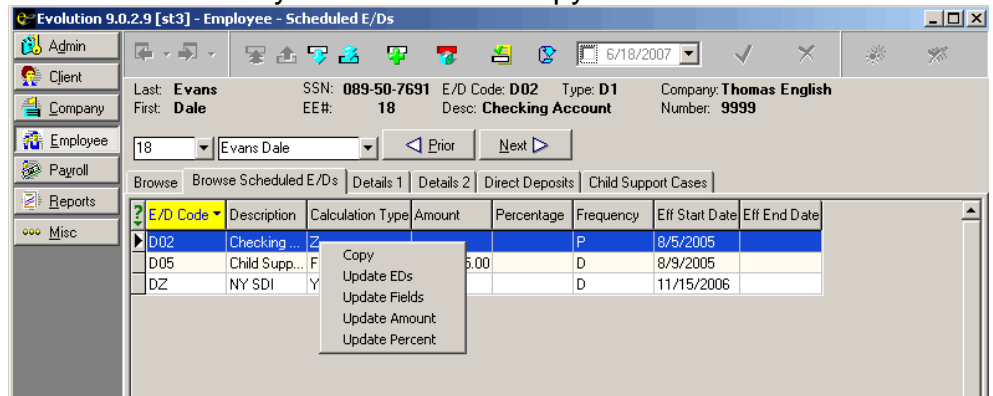 Evolution 9.0.2.9 [st3] - Employee - Scheduled E/Ds
Admin
Client
Company
Employee
Payroll
Reports
Misc
6/18/2007
Last: Evans SSN: 089-50-7691 E/D Code: D02 Type: D1 Company: Thomas English
First: Dale EE#: 18 Desc: Checking Account Number: 9999
18 Evans Dale Prior Next
Browse Browse Scheduled E/Ds Details 1 Details 2 Direct Deposits Child Support Cases
? E/D Code Description Calculation Type Amount Percentage Frequency Eff Start Date Eff End Date
D02 Checking ... Z P 8/5/2005
D05 Child Supp... F 5.00 D 8/9/2005
DZ NY SDI Y D 11/15/2006
Copy
Update EDs
Update Fields
Update Amount
Update Percent